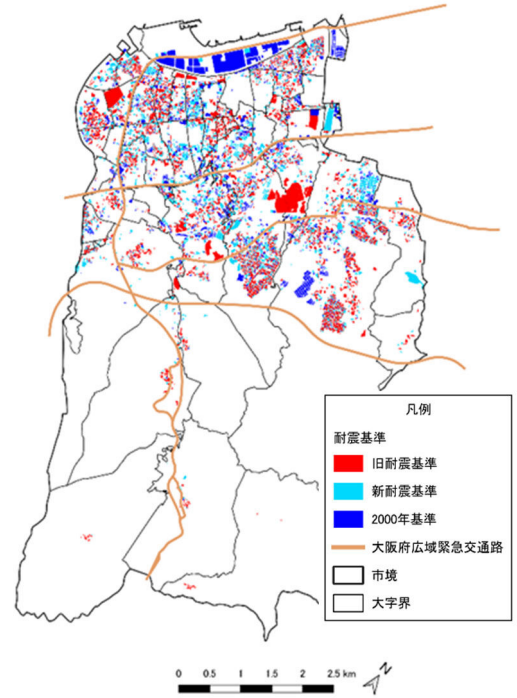 凡例
耐震基準
旧耐震基準
新耐震基準
2000年基準
大阪府広域緊急交通路
市境
大字界
0 0.5 1 1.5 2 2.5 km
N